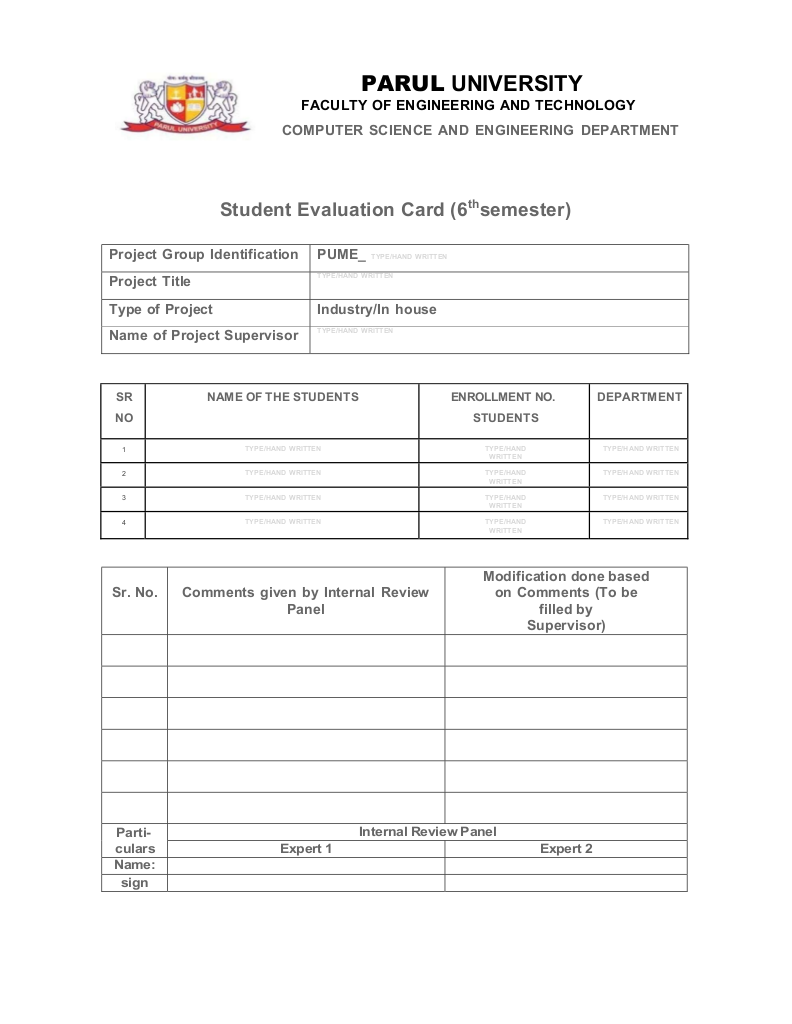 PARUL UNIVERSITY
FACULTY OF ENGINEERING AND TECHNOLOGY
COMPUTER SCIENCE AND ENGINEERING DEPARTMENT
PARUL UNIVERSITY
Student Evaluation Card (6thsemester)
Project Group Identification PUME_ TYPE/HAND WRITTEN
Project Title TYPE/HAND WRITTEN
Type of Project Industry/In house
Name of Project Supervisor TYPE/HAND WRITTEN
SR NO NAME OF THE STUDENTS ENROLLMENT NO. STUDENTS DEPARTMENT
1 TYPE/HAND WRITTEN TYPE/HAND WRITTEN TYPE/HAND WRITTEN
2 TYPE/HAND WRITTEN TYPE/HAND WRITTEN TYPE/HAND WRITTEN
3 TYPE/HAND WRITTEN TYPE/HAND WRITTEN TYPE/HAND WRITTEN
4 TYPE/HAND WRITTEN TYPE/HAND WRITTEN TYPE/HAND WRITTEN
Sr. No. Comments given by Internal Review Panel Modification done based on Comments (To be filled by Supervisor)
Parti-culars Internal Review Panel
Expert 1 Expert 2
Name:
sign